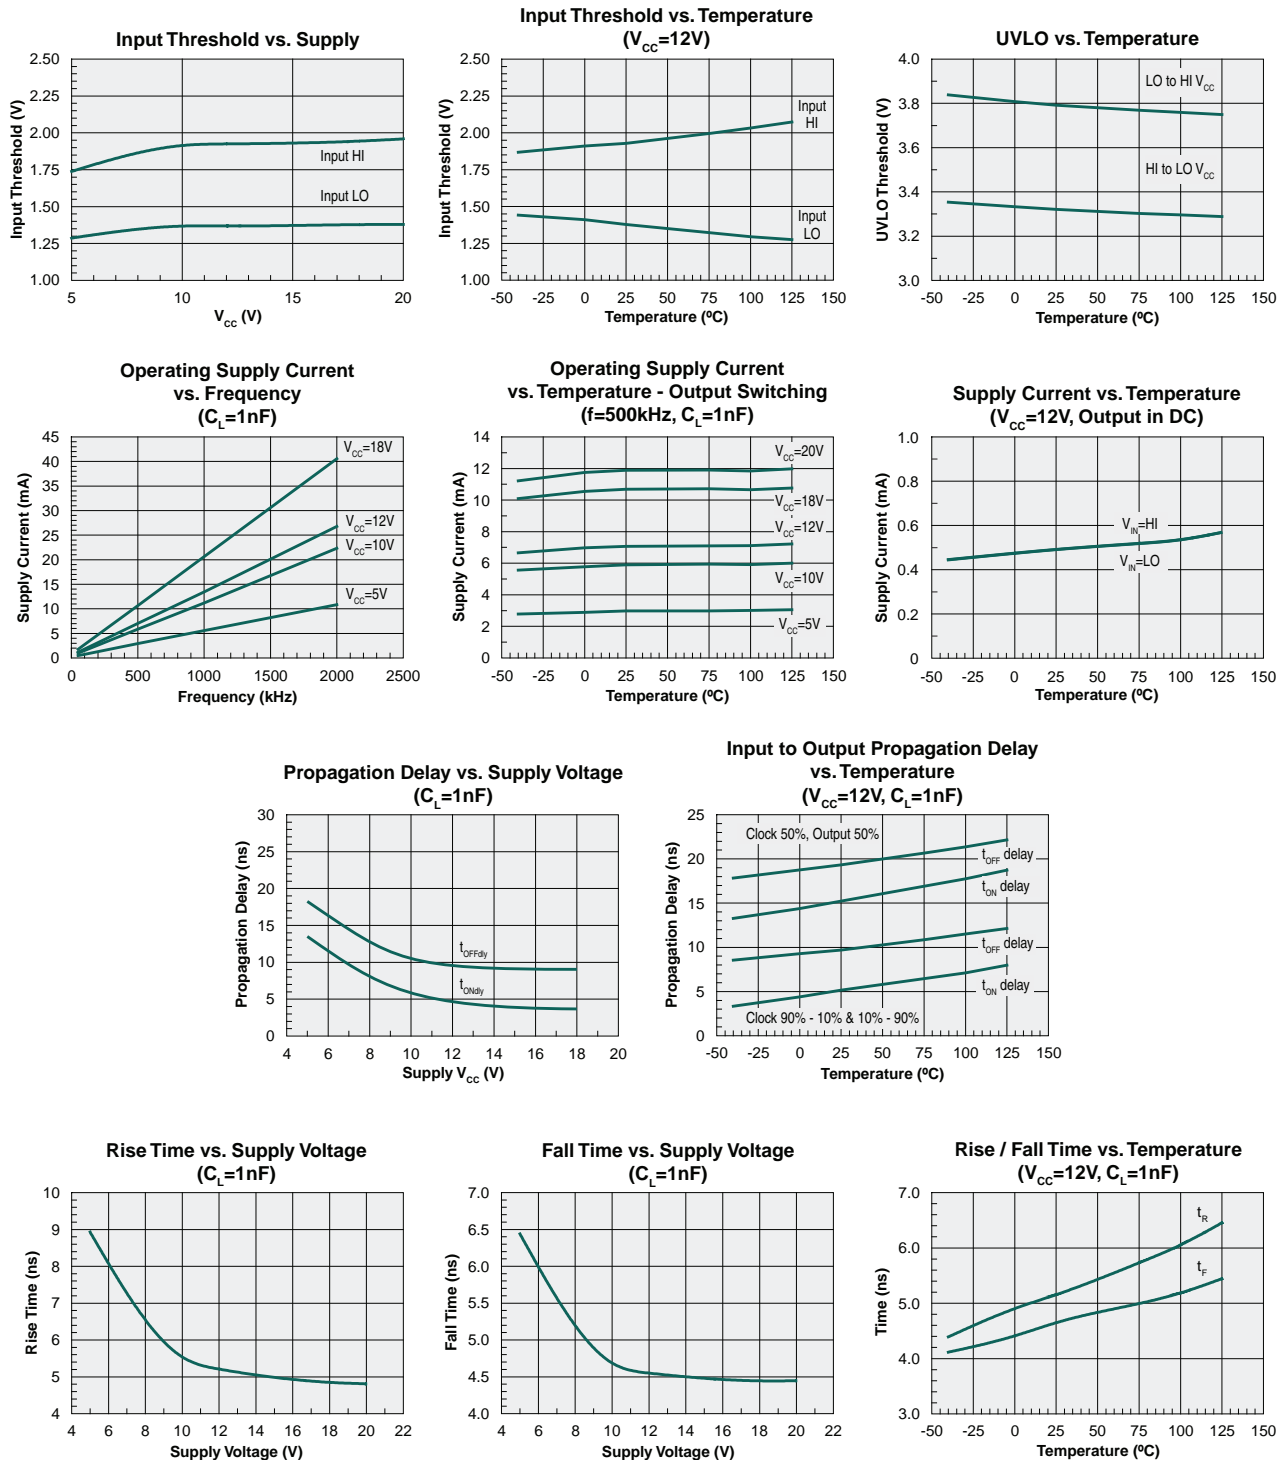 Input Threshold vs. Supply
Input Threshold (V)
2.50
2.25
2.00
1.75
1.50
1.25
1.00
Input HI
Input LO
5 10 15 20
VCC (V)
Input Threshold vs. Temperature
(VCC=12V)
Input Threshold (V)
2.50
2.25
2.00
1.75
1.50
1.25
1.00
Input
HI
Input
LO
-50 -25 0 25 50 75 100 125 150
Temperature (ºC)
UVLO vs. Temperature
UVLO Threshold (V)
4.0
3.8
3.6
3.4
3.2
3.0
LO to HI VCC
HI to LO VCC
-50 -25 0 25 50 75 100 125 150
Temperature (ºC)
Operating Supply Current
vs. Frequency
(CL=1nF)
Supply Current (mA)
45
40
35
30
25
20
15
10
5
0
VCC=18V
VCC=12V
VCC=10V
VCC=5V
0 500 1000 1500 2000 2500
Frequency (kHz)
Operating Supply Current
vs. Temperature - Output Switching
(f=500kHz, CL=1nF)
Supply Current (mA)
14
12
10
8
6
4
2
0
VCC=20V
VCC=18V
VCC=12V
VCC=10V
VCC=5V
-50 -25 0 25 50 75 100 125 150
Temperature (ºC)
Supply Current vs. Temperature
(VCC=12V, Output in DC)
Supply Current (mA)
1.0
0.8
0.6
0.4
0.2
0
VIN=HI
VIN=LO
-50 -25 0 25 50 75 100 125 150
Temperature (ºC)
Propagation Delay vs. Supply Voltage
(CL=1nF)
Propagation Delay (ns)
30
25
20
15
10
5
0
tOFFdly
tONdly
4 6 8 10 12 14 16 18 20
Supply VCC (V)
Input to Output Propagation Delay
vs. Temperature
(VCC=12V, CL=1nF)
Propagation Delay (ns)
25
20
15
10
5
0
Clock 50%, Output 50%
tOFF delay
tON delay
tOFF delay
tON delay
Clock 90% - 10% & 10% - 90%
-50 -25 0 25 50 75 100 125 150
Temperature (ºC)
Rise Time vs. Supply Voltage
(CL=1nF)
Rise Time (ns)
10
9
8
7
6
5
4
4 6 8 10 12 14 16 18 20 22
Supply Voltage (V)
Fall Time vs. Supply Voltage
(CL=1nF)
Fall Time (ns)
7.0
6.5
6.0
5.5
5.0
4.5
4.0
4 6 8 10 12 14 16 18 20 22
Supply Voltage (V)
Rise / Fall Time vs. Temperature
(VCC=12V, CL=1nF)
Time (ns)
7.0
6.0
5.0
4.0
3.0
tR
tF
-50 -25 0 25 50 75 100 125 150
Temperature (ºC)